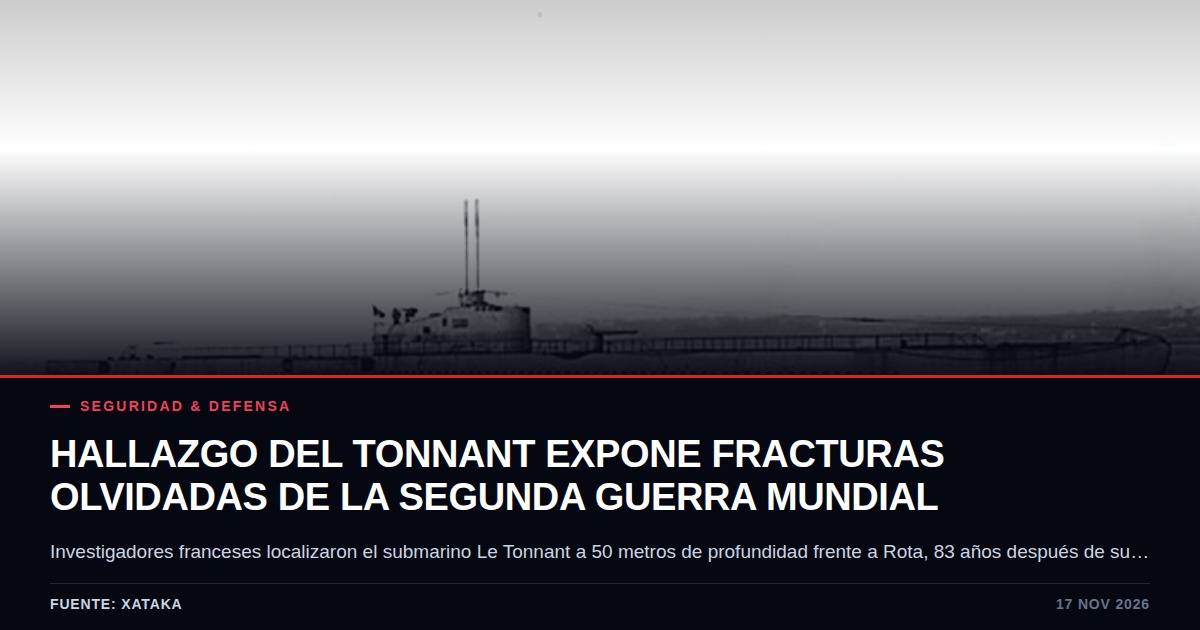 SEGURIDAD & DEFENSA
HALLAZGO DEL TONNANT EXPONE FRACTURAS
OLVIDADAS DE LA SEGUNDA GUERRA MUNDIAL
Investigadores franceses localizaron el submarino Le Tonnant a 50 metros de profundidad frente a Rota, 83 años después de su…
FUENTE: XATAKA
17 NOV 2026